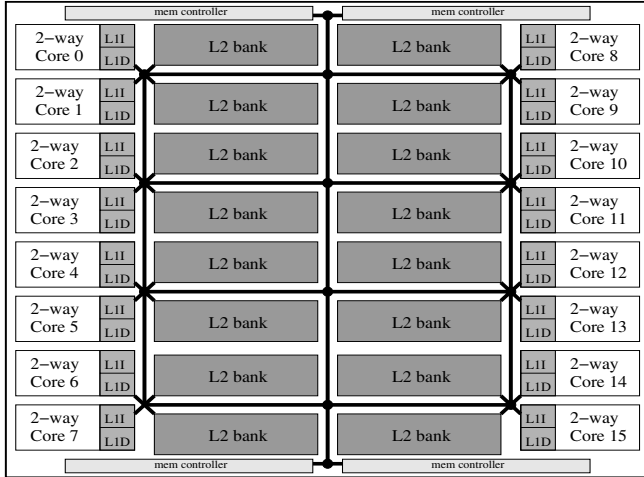 mem controller mem controller
2−way Core 0 L1I L1D L2 bank L2 bank L1I L1D 2−way Core 8
2−way Core 1 L1I L1D L2 bank L2 bank L1I L1D 2−way Core 9
2−way Core 2 L1I L1D L2 bank L2 bank L1I L1D 2−way Core 10
2−way Core 3 L1I L1D L2 bank L2 bank L1I L1D 2−way Core 11
2−way Core 4 L1I L1D L2 bank L2 bank L1I L1D 2−way Core 12
2−way Core 5 L1I L1D L2 bank L2 bank L1I L1D 2−way Core 13
2−way Core 6 L1I L1D L2 bank L2 bank L1I L1D 2−way Core 14
2−way Core 7 L1I L1D L2 bank L2 bank L1I L1D 2−way Core 15
mem controller mem controller